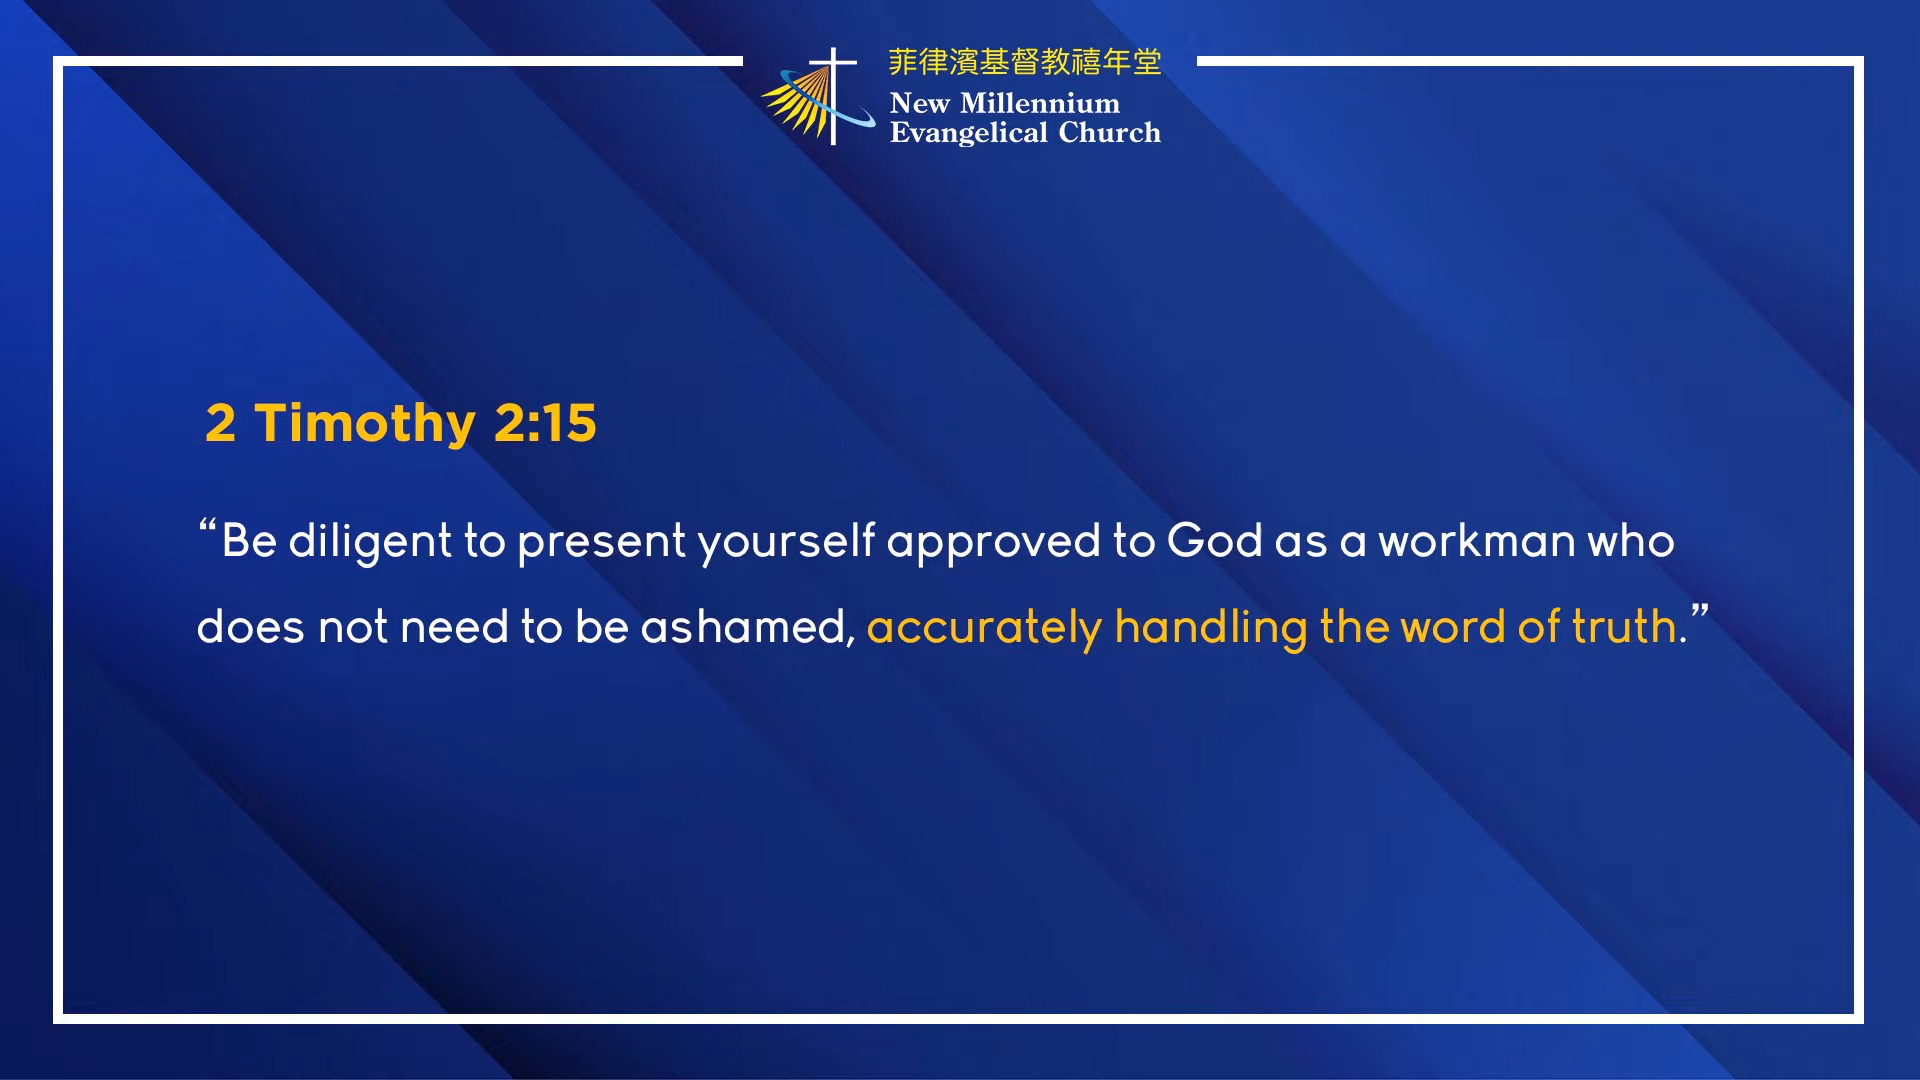 菲律濱基督教禧年堂
New Millennium
Evangelical Church
2 Timothy 2:15
“Be diligent to present yourself approved to God as a workman who
does not need to be ashamed, accurately handling the word of truth.”